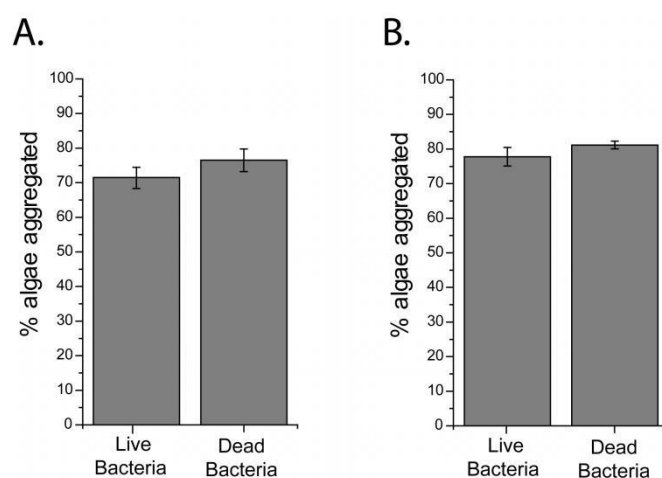 A.
% algae aggregated
100
90
80
70
60
50
40
30
20
10
0
Live
Bacteria
Dead
Bacteria
B.
% algae aggregated
100
90
80
70
60
50
40
30
20
10
0
Live
Bacteria
Dead
Bacteria